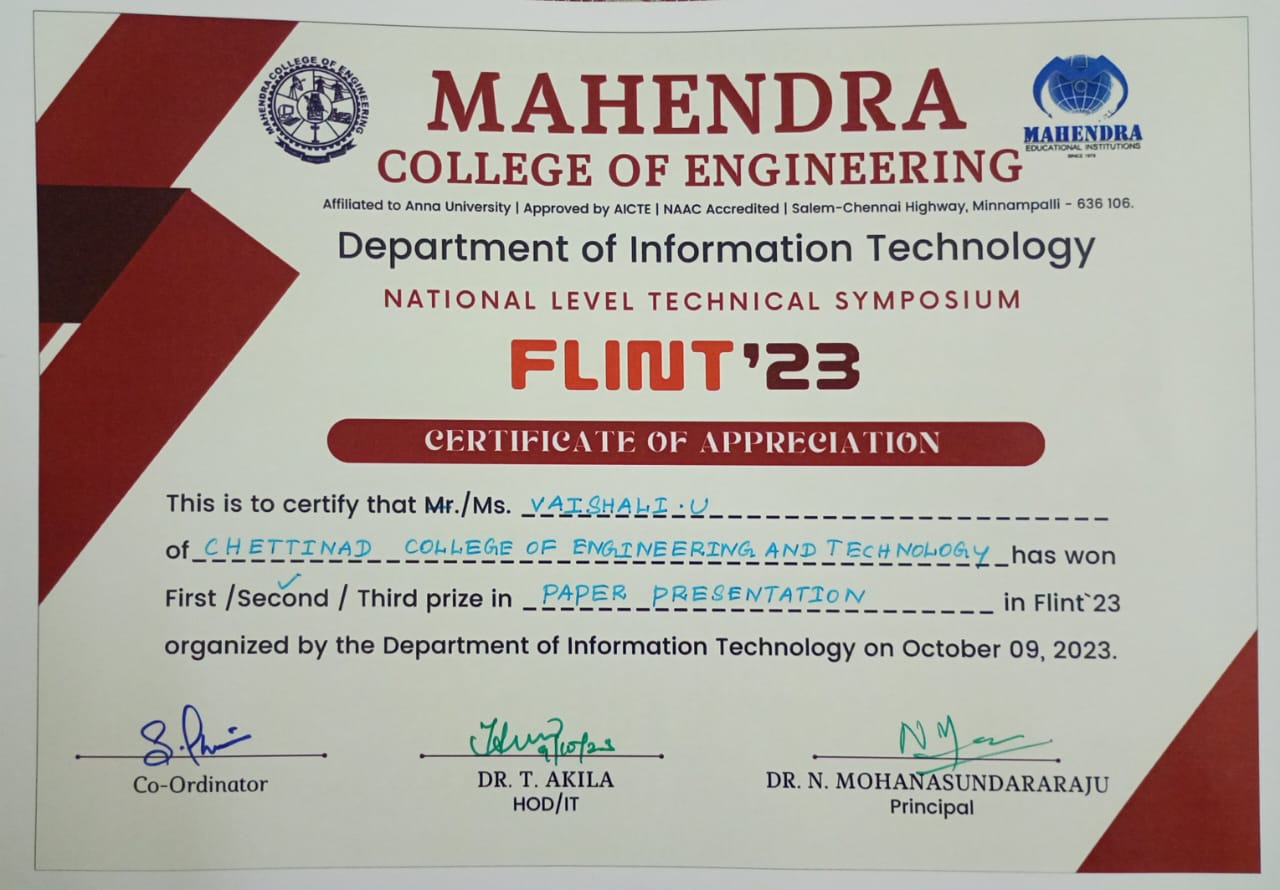 MAHENDRA COLLEGE OF ENGINEERING
MAHENDRA
COLLEGE OF ENGINEERING
MAHENDRA
EDUCATIONAL INSTITUTIONS
SINCE 1978
Affiliated to Anna University | Approved by AICTE | NAAC Accredited | Salem-Chennai Highway, Minnampalli - 636 106.
Department of Information Technology
NATIONAL LEVEL TECHNICAL SYMPOSIUM
FLINT '23
CERTIFICATE OF APPRECIATION
This is to certify that Mr./Ms. VAISHALI.U
of CHETTINAD COLLEGE OF ENGINEERING AND TECHNOLOGY has won
First /Second / Third prize in PAPER PRESENTATION in Flint`23
organized by the Department of Information Technology on October 09, 2023.
9/10/23
Co-Ordinator
DR. T. AKILA
HOD/IT
DR. N. MOHANASUNDARARAJU
Principal